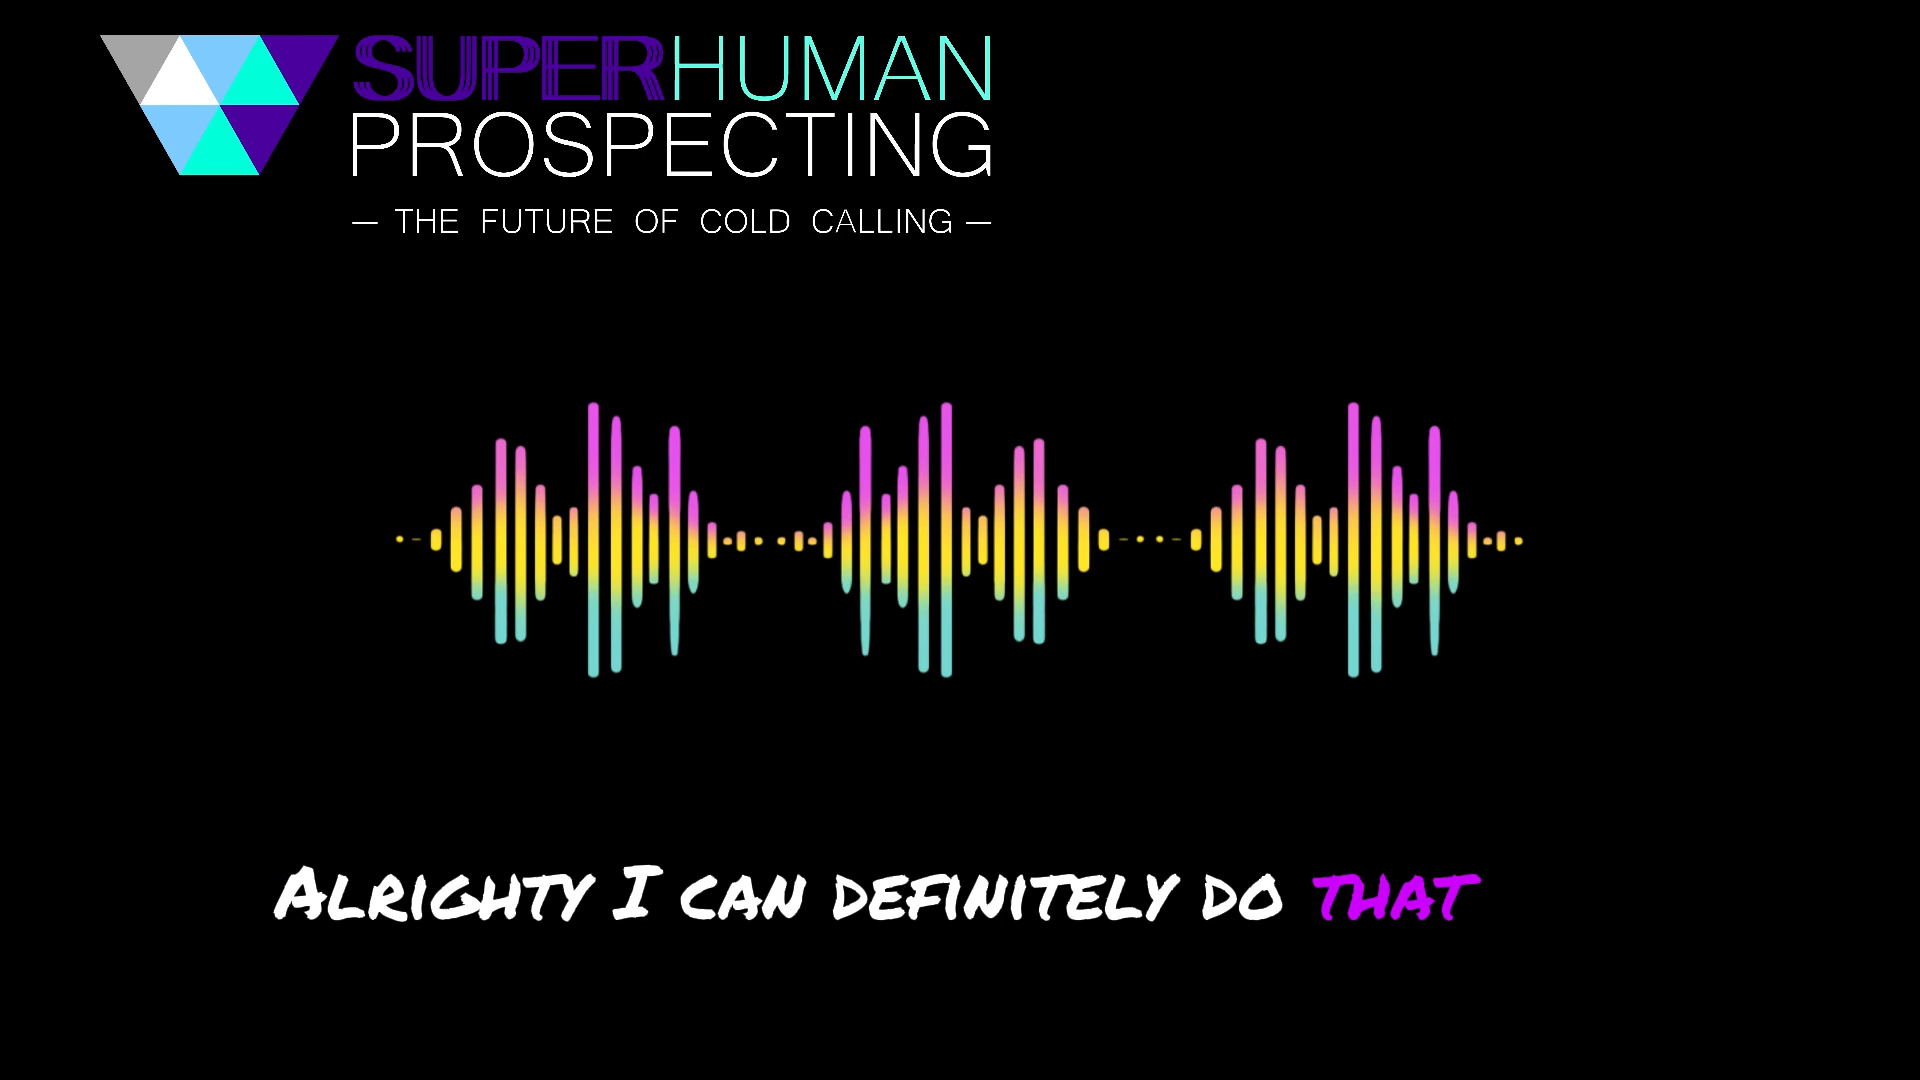 SUPERHUMAN
PROSPECTING
— THE FUTURE OF COLD CALLING —
ALRIGHTY I CAN DEFINITELY DO THAT